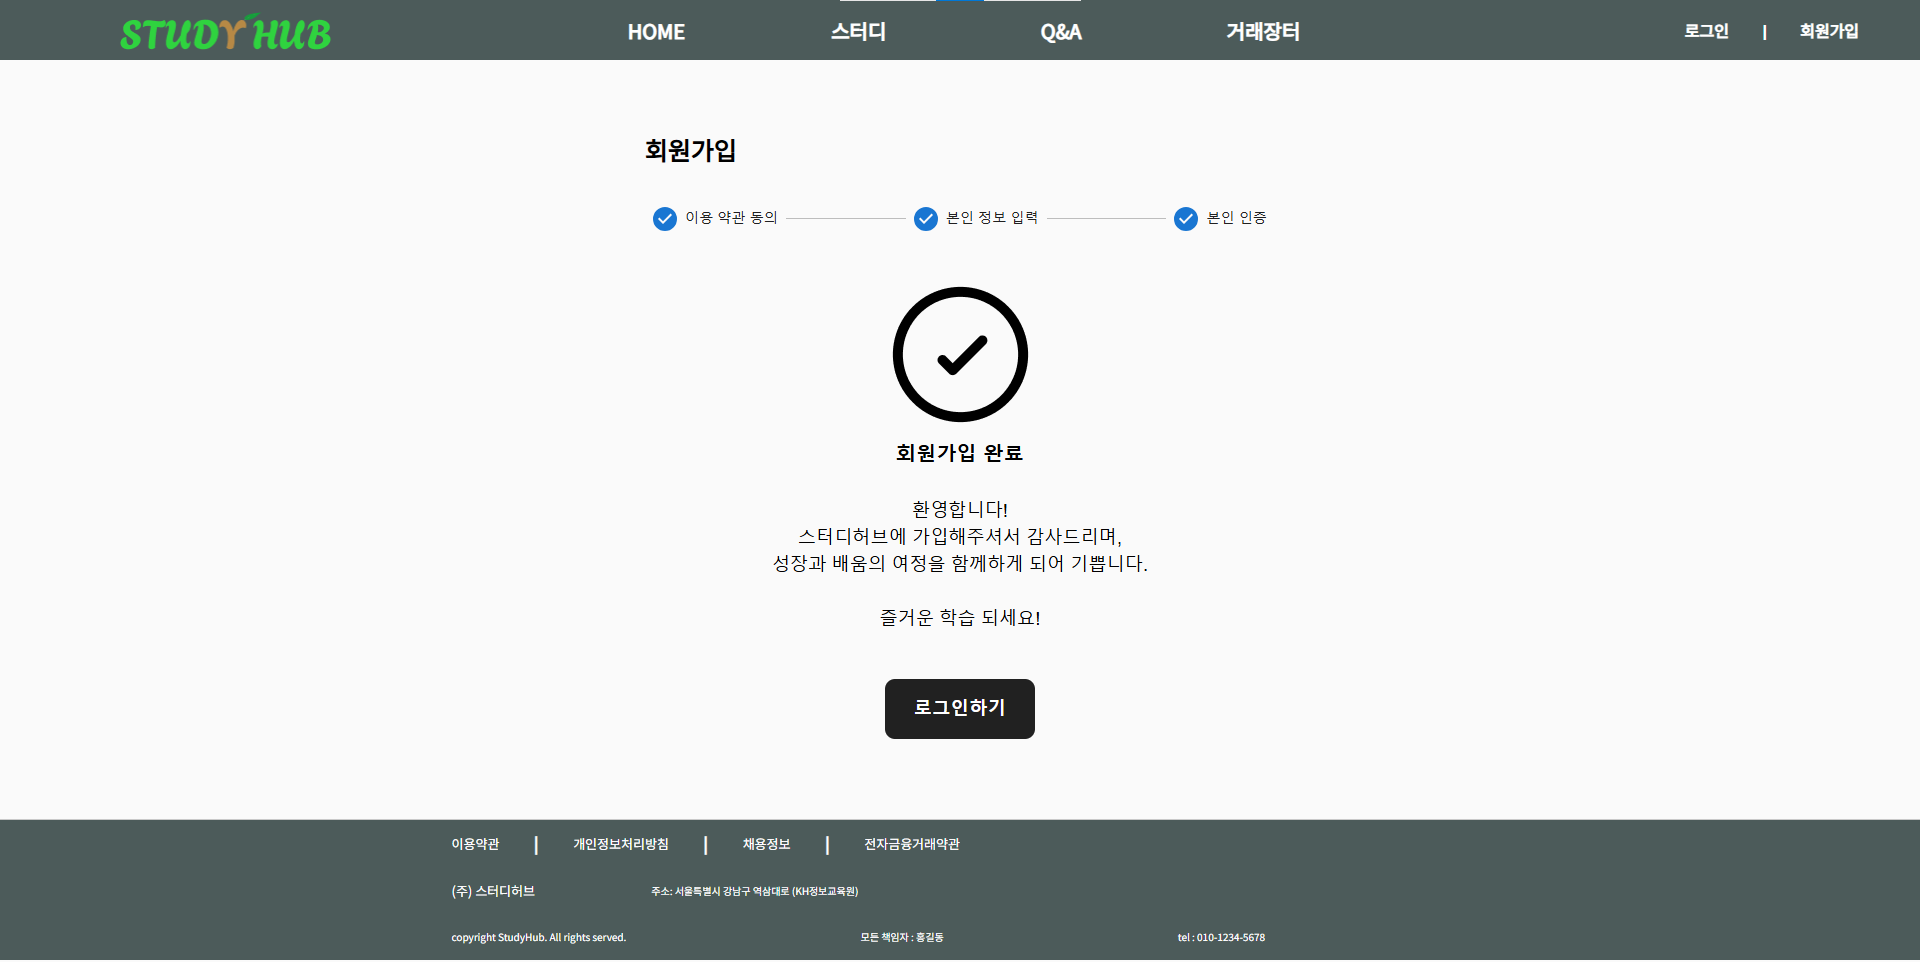 STUDY HUB
HOME 스터디 Q&A 거래장터 로그인 | 회원가입
회원가입
이용 약관 동의 본인 정보 입력 본인 인증
회원가입 완료
환영합니다!
스터디허브에 가입해주셔서 감사드리며,
성장과 배움의 여정을 함께하게 되어 기쁩니다.
즐거운 학습 되세요!
로그인하기
이용약관 | 개인정보처리방침 | 채용정보 | 전자금융거래약관
(주) 스터디허브 주소: 서울특별시 강남구 역삼대로 (KH정보교육원)
copyright StudyHub. All rights served. 모든 책임자 : 홍길동 tel : 010-1234-5678